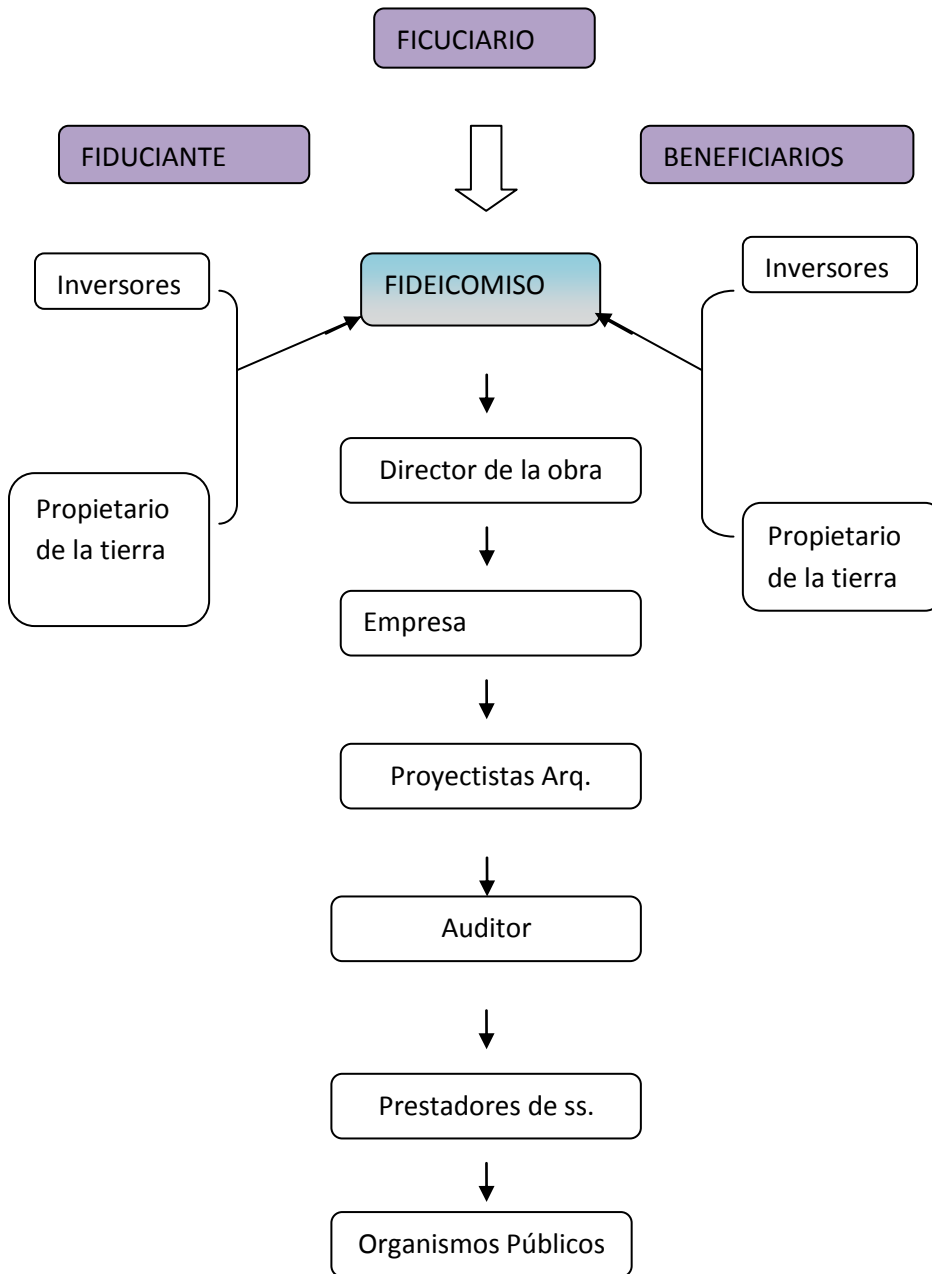 FICUCIARIO
FIDUCIANTE
BENEFICIARIOS
Inversores
FIDEICOMISO
Inversores
Director de la obra
Propietario
de la tierra
Propietario
de la tierra
Empresa
Proyectistas Arq.
Auditor
Prestadores de ss.
Organismos Públicos